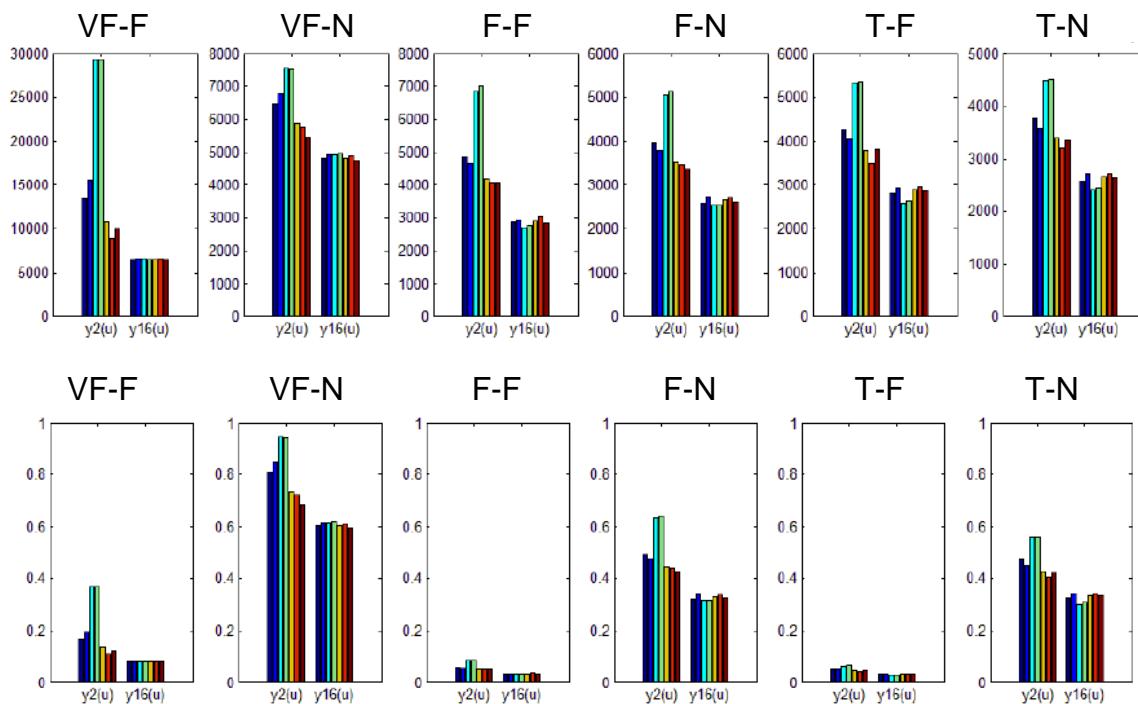 VF-F VF-N F-F F-N T-F T-N
30000 8000 8000 6000 6000 5000
25000 7000 7000 5000 5000 4000
20000 6000 6000 4000 4000 3000
15000 5000 5000 3000 3000 2000
10000 4000 4000 2000 2000 1000
5000 3000 3000 1000 1000 0
0 2000 2000 0 0
1000 1000
0 0
y2(u) y16(u) y2(u) y16(u) y2(u) y16(u) y2(u) y16(u) y2(u) y16(u) y2(u) y16(u)
VF-F VF-N F-F F-N T-F T-N
1 1 1 1 1 1
0.8 0.8 0.8 0.8 0.8 0.8
0.6 0.6 0.6 0.6 0.6 0.6
0.4 0.4 0.4 0.4 0.4 0.4
0.2 0.2 0.2 0.2 0.2 0.2
0 0 0 0 0 0
y2(u) y16(u) y2(u) y16(u) y2(u) y16(u) y2(u) y16(u) y2(u) y16(u) y2(u) y16(u)